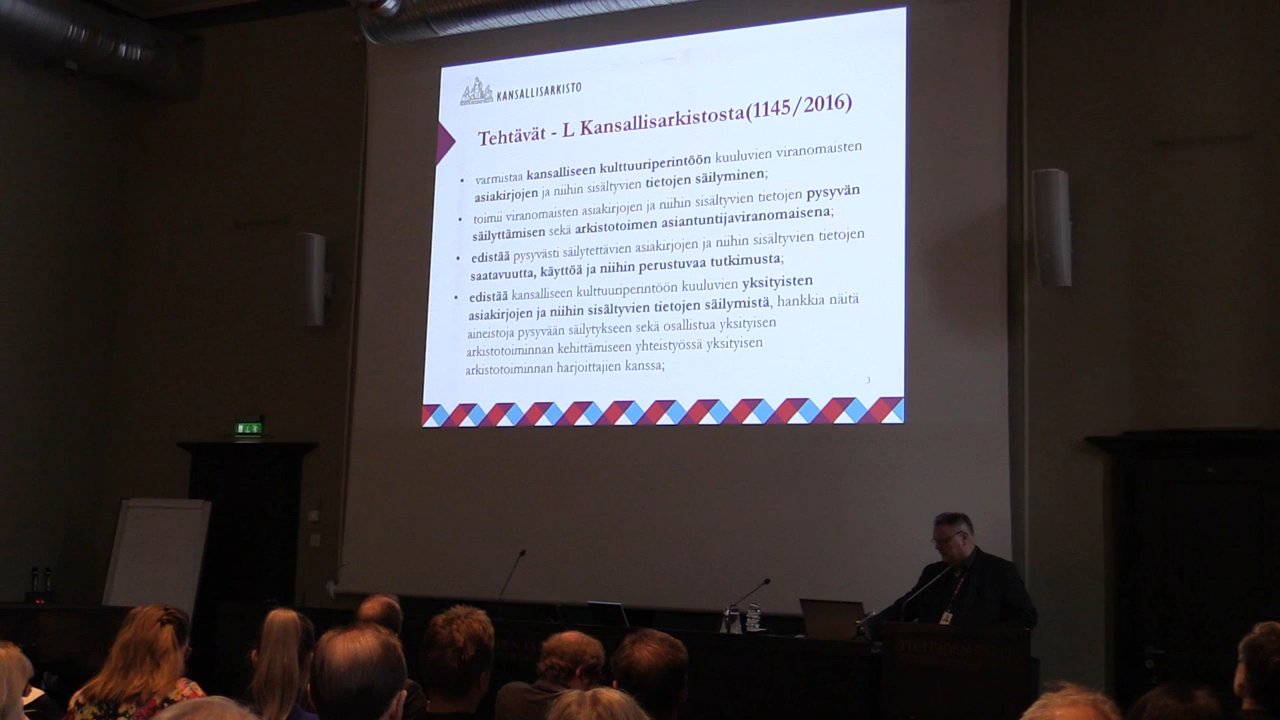 KANSALLISARKISTO
Tehtävät - L Kansallisarkistosta(1145/2016)
• varmistaa kansalliseen kulttuuriperintöön kuuluvien viranomaisten
asiakirjojen ja niihin sisältyvien tietojen säilyminen;
• toimii viranomaisten asiakirjojen ja niihin sisältyvien tietojen pysyvän
säilyttämisen sekä arkistotoimen asiantuntijaviranomaisena;
• edistää pysyvästi säilytettävien asiakirjojen ja niihin sisältyvien tietojen
saatavuutta, käyttöä ja niihin perustuvaa tutkimusta;
• edistää kansalliseen kulttuuriperintöön kuuluvien yksityisten
asiakirjojen ja niihin sisältyvien tietojen säilymistä, hankkia näitä
aineistoja pysyvään säilytykseen sekä osallistua yksityisen
arkistotoiminnan kehittämiseen yhteistyössä yksityisen
arkistotoiminnan harjoittajien kanssa;
3